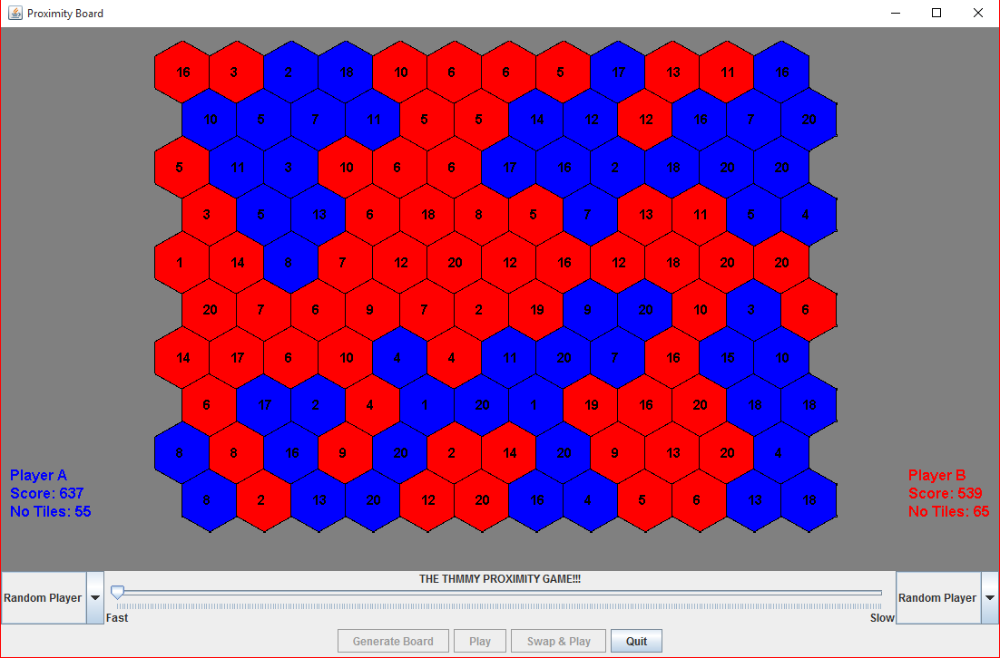 Proximity Board
16 3 2 18 10 6 6 5 17 13 11 16
10 5 7 11 5 5 14 12 12 16 7 20
5 11 3 10 6 6 17 16 2 18 20 20
3 5 13 6 18 8 5 7 13 11 5 4
1 14 8 7 12 20 12 16 12 18 20 20
20 7 6 9 7 2 19 9 20 10 3 6
14 17 6 10 4 4 11 20 7 16 15 10
6 17 2 4 1 20 1 19 16 20 18 18
8 8 16 9 20 2 14 20 9 13 20 4
8 2 13 20 12 20 16 4 5 6 13 18
Player A
Score: 637
No Tiles: 55
Player B
Score: 539
No Tiles: 65
THE THMMY PROXIMITY GAME!!!
Random Player
Random Player
Fast Slow
Generate Board Play Swap & Play Quit